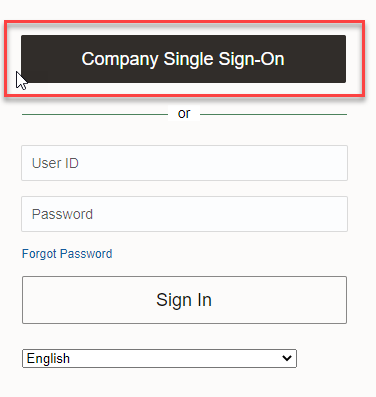 Company Single Sign-On
or
User ID
Password
Forgot Password
Sign In
English